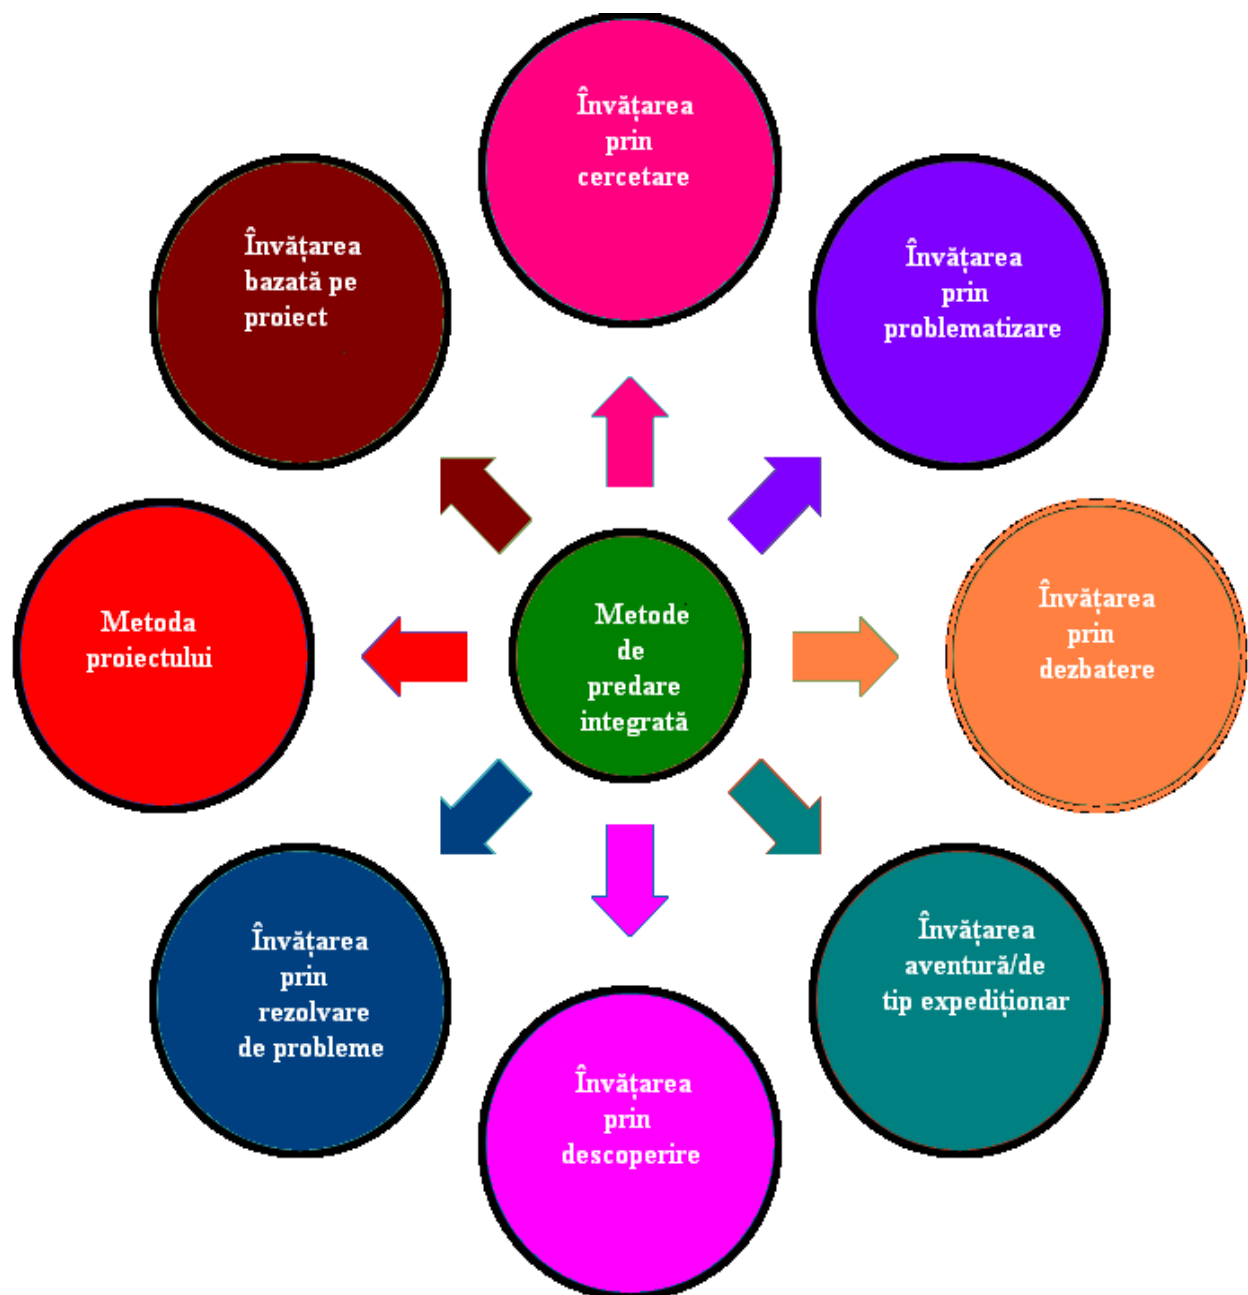 Învățarea
prin
cercetare
Învățarea
bazată pe
proiect
Învățarea
prin
problematizare
Metoda
proiectului
Metode
de
predare
integrată
Învățarea
prin
dezbatere
Învățarea
prin
rezolvare
de probleme
Învățarea
aventură/de
tip expediționar
Învățarea
prin
descoperire